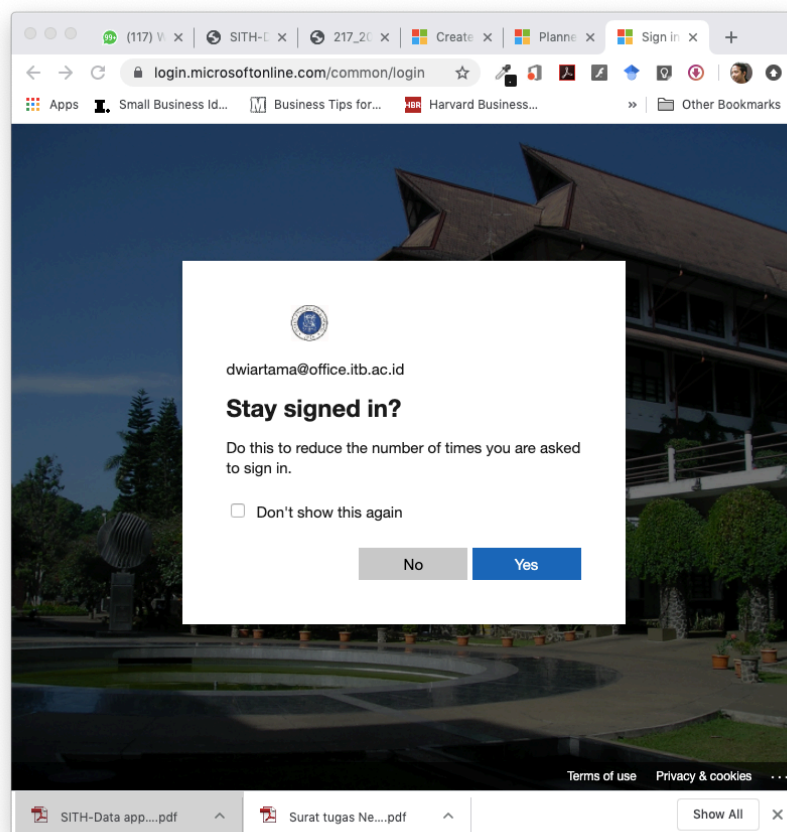 (117) W
SITH-D
217_20
Create
Planne
Sign in
login.microsoftonline.com/common/login
Apps
Small Business Id...
Business Tips for...
HBR
Harvard Business...
»
Other Bookmarks
dwiartama@office.itb.ac.id
Stay signed in?
Do this to reduce the number of times you are asked
to sign in.
Don't show this again
No
Yes
Terms of use
Privacy & cookies
...
SITH-Data app....pdf
Surat tugas Ne....pdf
Show All